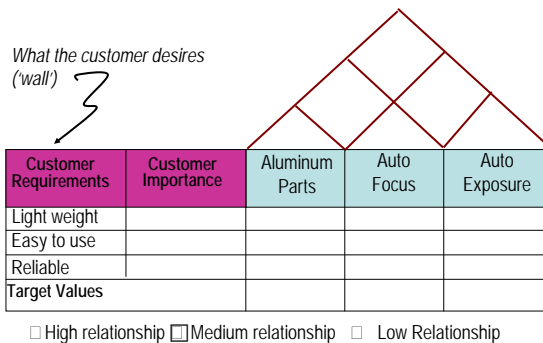 What the customer desires
('wall')
Customer Requirements
Customer Importance
Aluminum Parts
Auto Focus
Auto Exposure
Light weight
Easy to use
Reliable
Target Values
□ High relationship □ Medium relationship □ Low Relationship